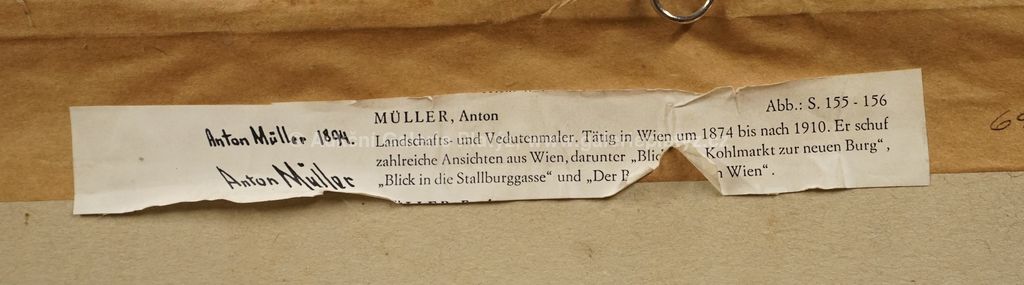 Anton Müller 1894.
Anton Müller
MÜLLER, Anton
Abb.: S. 155 - 156
Landschafts- und Vedutenmaler. Tätig in Wien um 1874 bis nach 1910. Er schuf
zahlreiche Ansichten aus Wien, darunter „Blic Kohlmarkt zur neuen Burg“,
„Blick in die Stallburggasse“ und „Der Wien“.